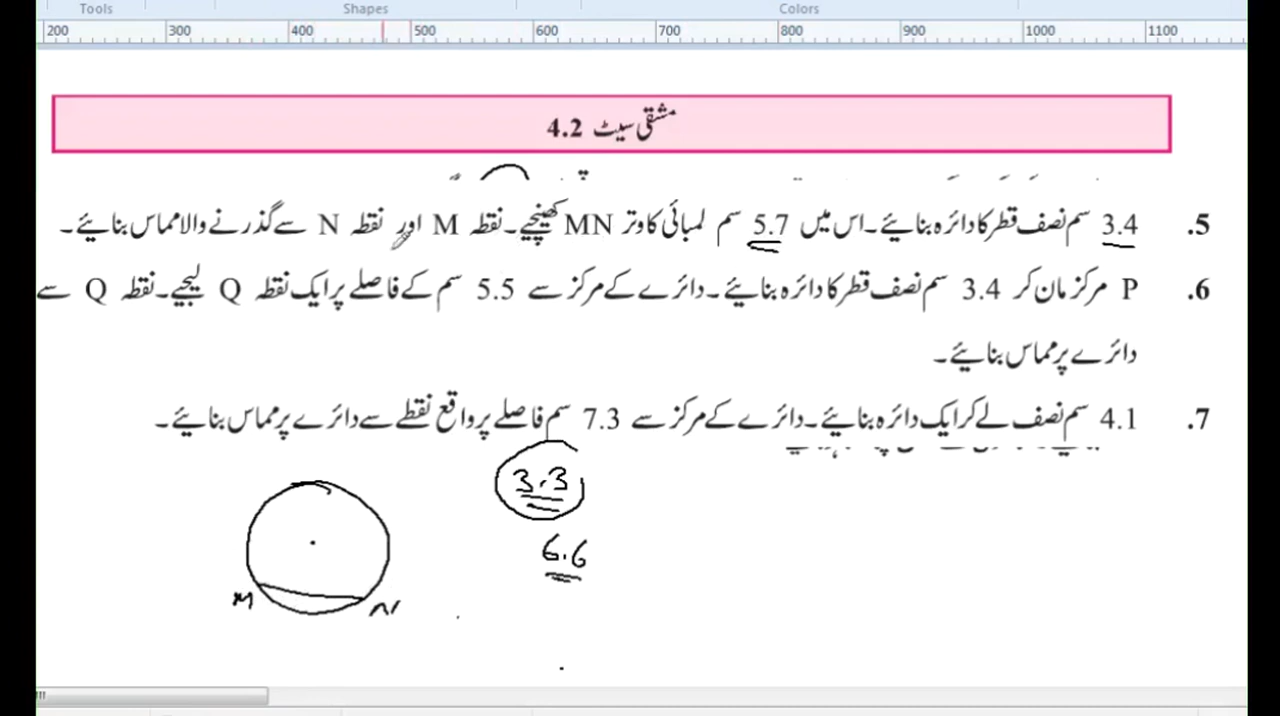 Tools Shapes Colors
200 300 400 500 600 700 800 900 1000 1100
مشقی سیٹ 4.2
5. 3.4 سم نصف قطر کا دائرہ بنائیے۔ اس میں 5.7 سم لمبائی کا وتر MN کھینچیے۔ نقطہ M اور نقطہ N سے گذرنے والا مماس بنائیے۔
6. P مرکز مان کر 3.4 سم نصف قطر کا دائرہ بنائیے۔ دائرے کے مرکز سے 5.5 سم کے فاصلے پر ایک نقطہ Q لیجیے۔ نقطہ Q سے
دائرے پر مماس بنائیے۔
7. 4.1 سم نصف لے کر ایک دائرہ بنائیے۔ دائرے کے مرکز سے 7.3 سم فاصلے پر واقع نقطے سے دائرے پر مماس بنائیے۔
3.3
6.6
M N